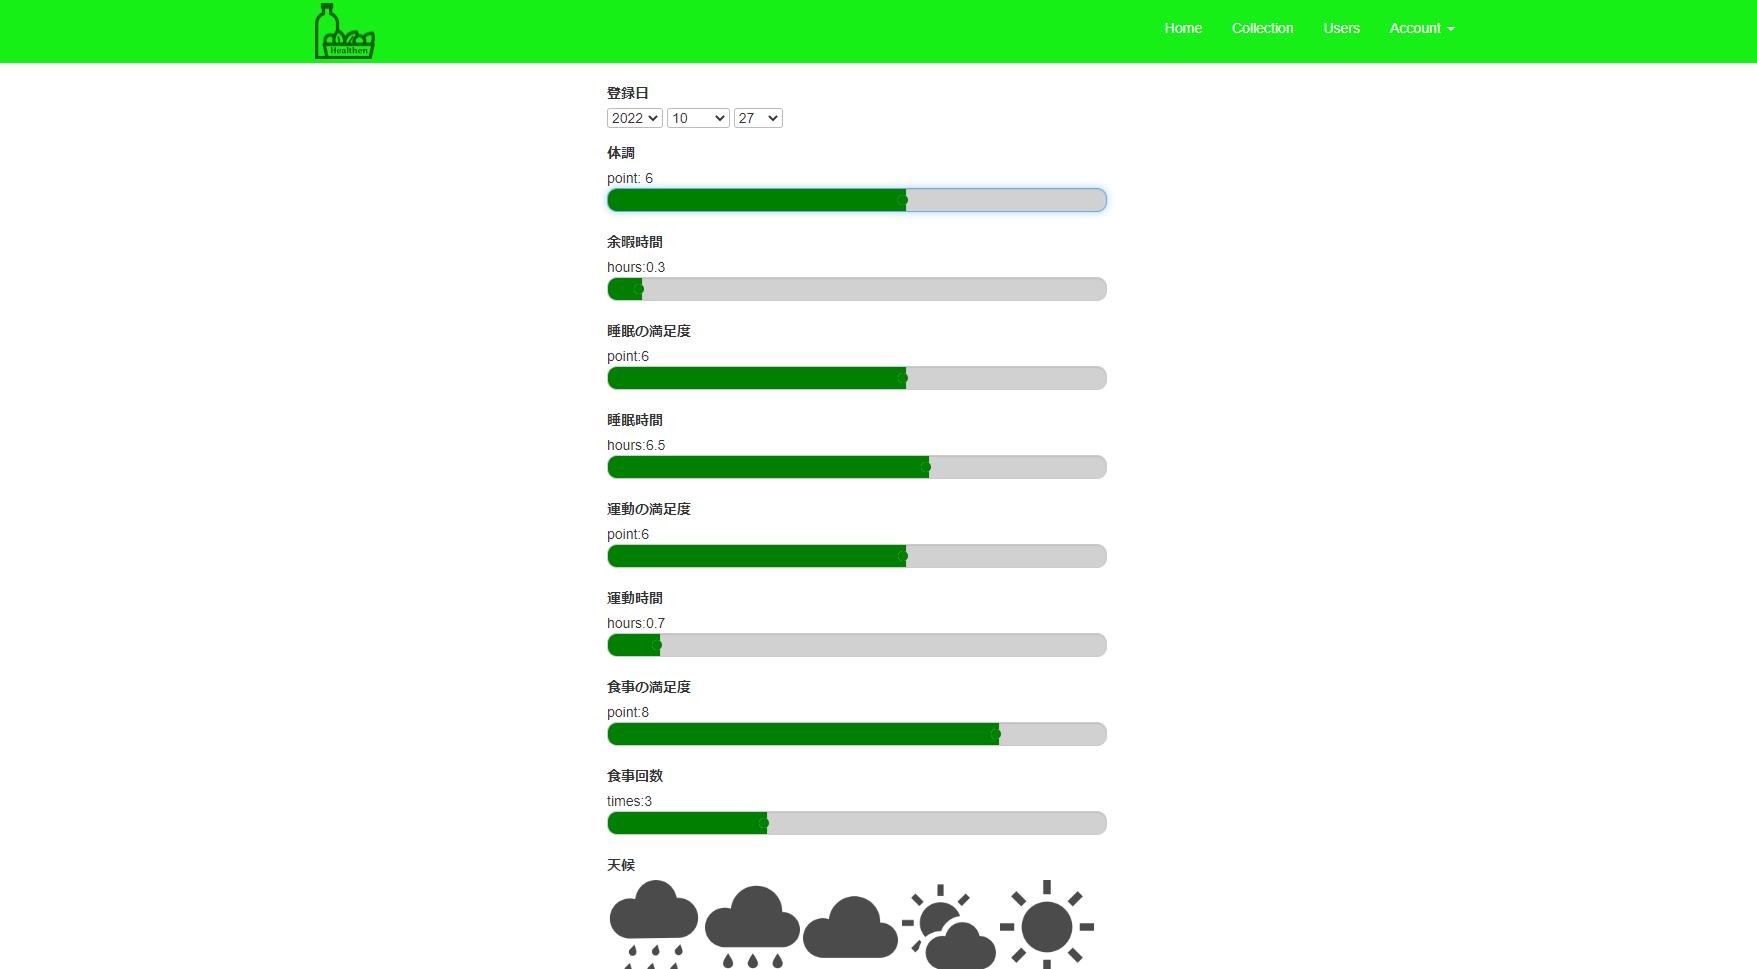 Healthen
Home Collection Users Account
登録日
2022 10 27
体調
point: 6
余暇時間
hours:0.3
睡眠の満足度
point:6
睡眠時間
hours:6.5
運動の満足度
point:6
運動時間
hours:0.7
食事の満足度
point:8
食事回数
times:3
天候